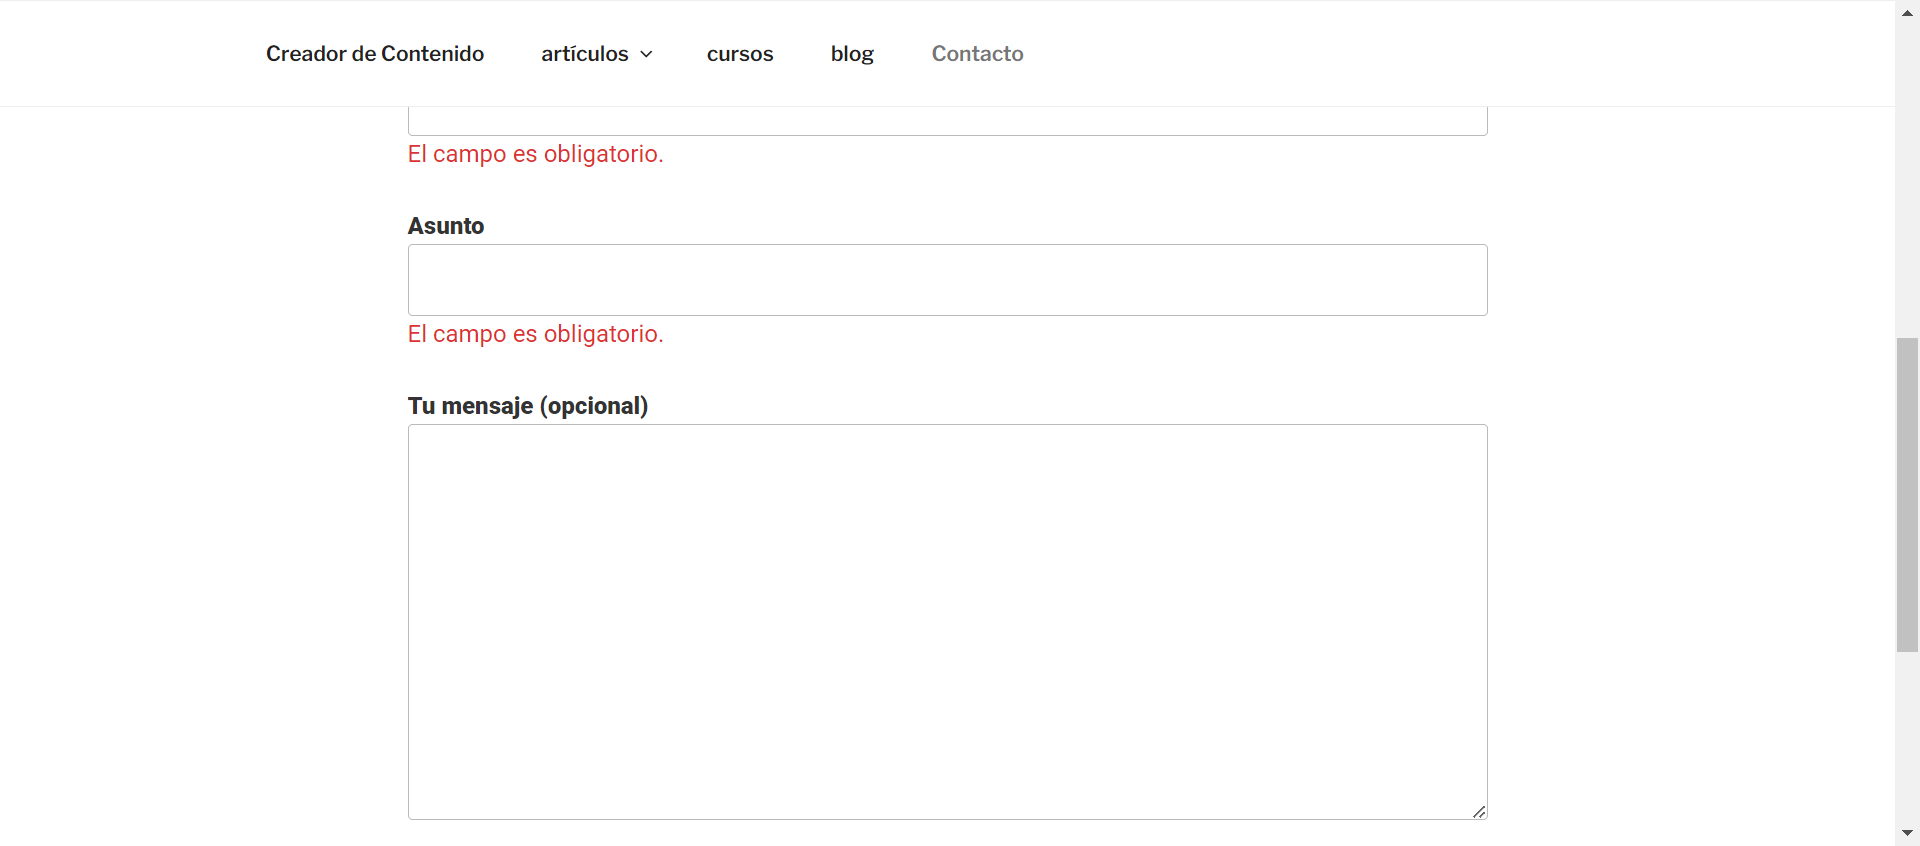 Creador de Contenido artículos cursos blog Contacto
El campo es obligatorio.
Asunto
El campo es obligatorio.
Tu mensaje (opcional)